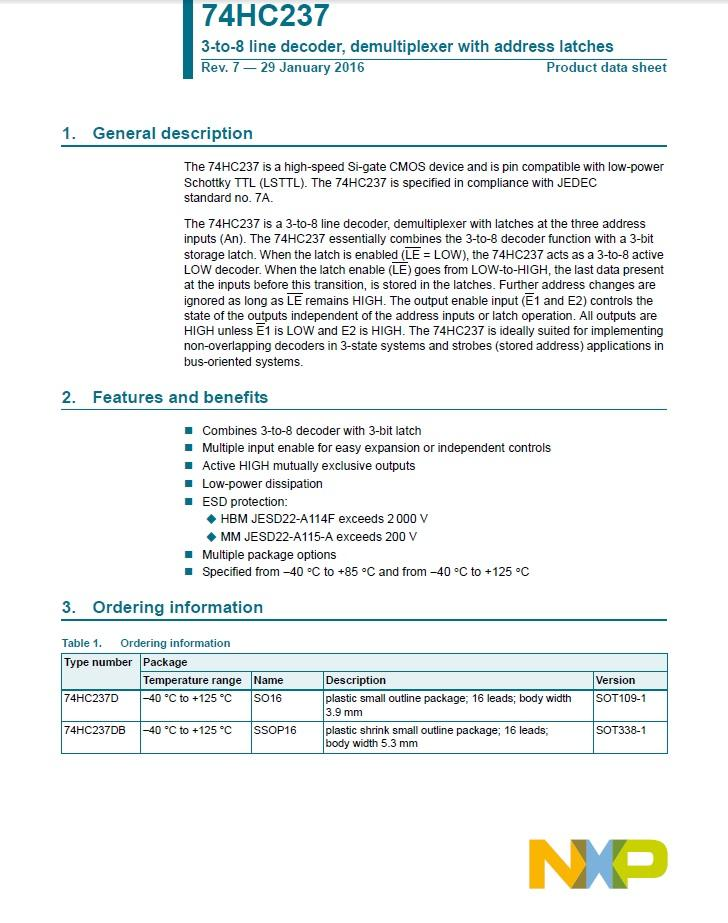 74HC237
3-to-8 line decoder, demultiplexer with address latches
Rev. 7 — 29 January 2016 Product data sheet
1. General description
The 74HC237 is a high-speed Si-gate CMOS device and is pin compatible with low-power
Schottky TTL (LSTTL). The 74HC237 is specified in compliance with JEDEC
standard no. 7A.
The 74HC237 is a 3-to-8 line decoder, demultiplexer with latches at the three address
inputs (An). The 74HC237 essentially combines the 3-to-8 decoder function with a 3-bit
storage latch. When the latch is enabled (L̅E̅ = LOW), the 74HC237 acts as a 3-to-8 active
LOW decoder. When the latch enable (L̅E̅) goes from LOW-to-HIGH, the last data present
at the inputs before this transition, is stored in the latches. Further address changes are
ignored as long as L̅E̅ remains HIGH. The output enable input (E̅1 and E2) controls the
state of the outputs independent of the address inputs or latch operation. All outputs are
HIGH unless E̅1 is LOW and E2 is HIGH. The 74HC237 is ideally suited for implementing
non-overlapping decoders in 3-state systems and strobes (stored address) applications in
bus-oriented systems.
2. Features and benefits
■ Combines 3-to-8 decoder with 3-bit latch
■ Multiple input enable for easy expansion or independent controls
■ Active HIGH mutually exclusive outputs
■ Low-power dissipation
■ ESD protection:
◆ HBM JESD22-A114F exceeds 2 000 V
◆ MM JESD22-A115-A exceeds 200 V
■ Multiple package options
■ Specified from –40 °C to +85 °C and from –40 °C to +125 °C
3. Ordering information
Table 1. Ordering information
Type number Package
Temperature range Name Description Version
74HC237D –40 °C to +125 °C SO16 plastic small outline package; 16 leads; body width SOT109-1
3.9 mm
74HC237DB –40 °C to +125 °C SSOP16 plastic shrink small outline package; 16 leads; SOT338-1
body width 5.3 mm
NXP